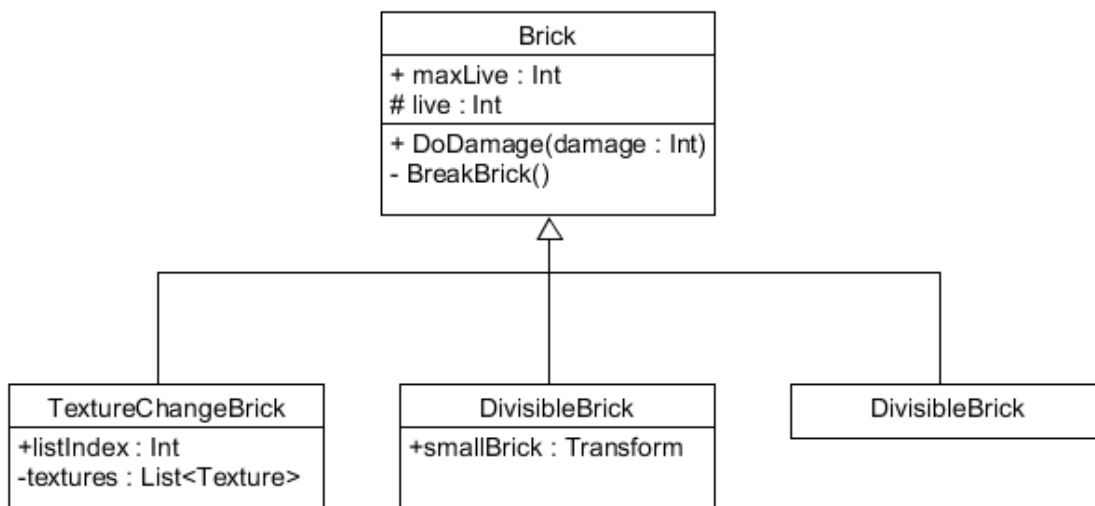 Brick
+ maxLive : Int
# live : Int
+ DoDamage(damage : Int)
- BreakBrick()
TextureChangeBrick
+listIndex : Int
-textures : List<Texture>
DivisibleBrick
+smallBrick : Transform
DivisibleBrick